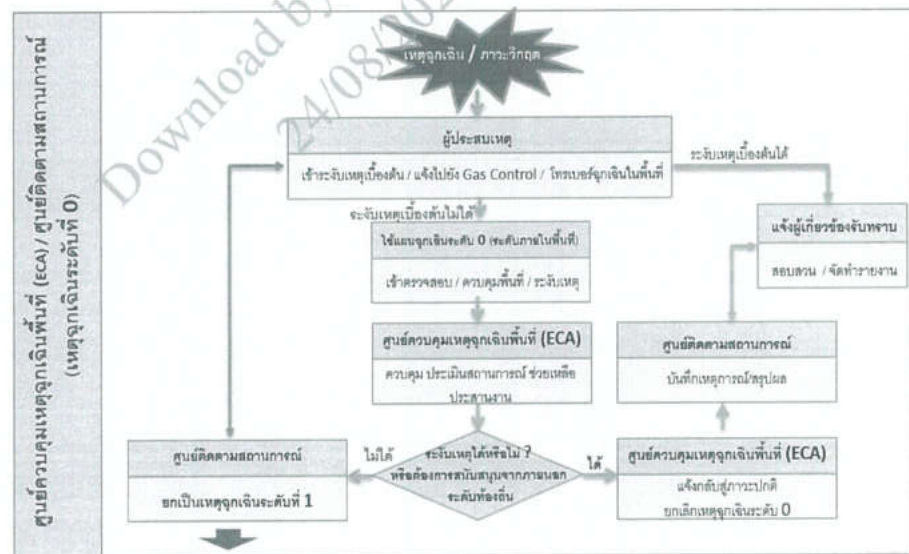 Download by
24/08/202
ศูนย์ควบคุมเหตุฉุกเฉินพื้นที่ (ECA) / ศูนย์ติดตามสถานการณ์
(เหตุฉุกเฉินระดับที่ 0)
เหตุฉุกเฉิน / ภาวะวิกฤต
ผู้ประสบเหตุ
เข้าระงับเหตุเบื้องต้น / แจ้งไปยัง Gas Control / โทรเบอร์ฉุกเฉินในพื้นที่
ระงับเหตุเบื้องต้นได้
ระงับเหตุเบื้องต้นไม่ได้
ใช้แผนฉุกเฉินระดับ 0 (ระดับภายในพื้นที่)
เข้าตรวจสอบ / ควบคุมพื้นที่ / ระงับเหตุ
แจ้งผู้เกี่ยวข้องรับทราบ
สอบสวน / จัดทำรายงาน
ศูนย์ควบคุมเหตุฉุกเฉินพื้นที่ (ECA)
ควบคุม ประเมินสถานการณ์ ช่วยเหลือ
ประสานงาน
ศูนย์ติดตามสถานการณ์
บันทึกเหตุการณ์/สรุปผล
ศูนย์ติดตามสถานการณ์
ยกเป็นเหตุฉุกเฉินระดับที่ 1
ไม่ได้
ระงับเหตุได้หรือไม่ ?
หรือต้องการสนับสนุนจากภายนอก
ระดับท้องถิ่น
ได้
ศูนย์ควบคุมเหตุฉุกเฉินพื้นที่ (ECA)
แจ้งกลับสู่ภาวะปกติ
ยกเลิกเหตุฉุกเฉินระดับ 0